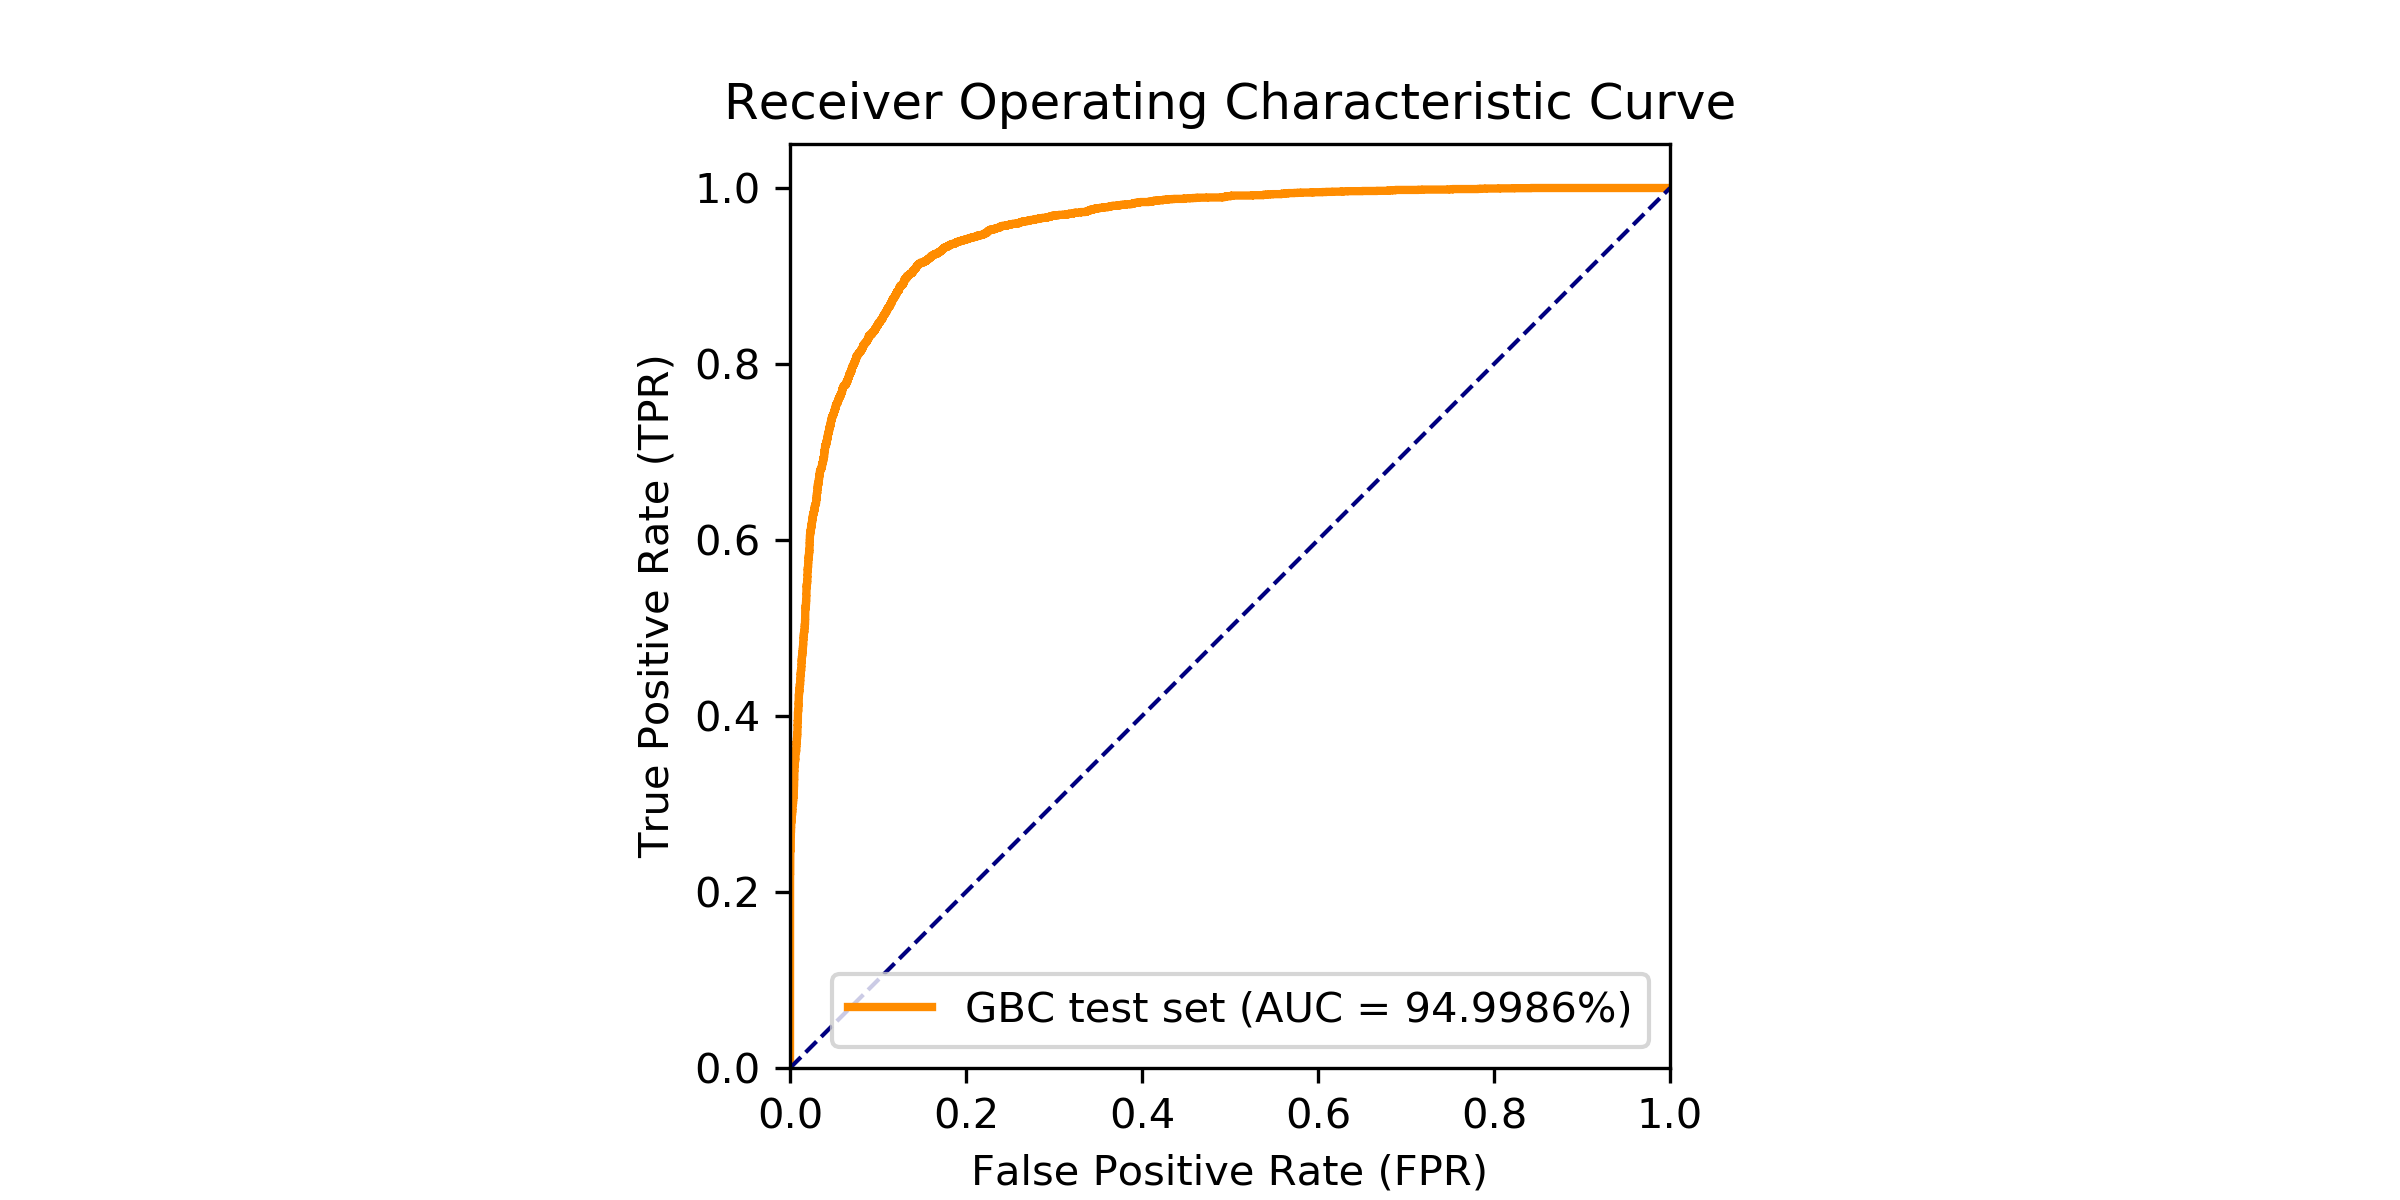 Receiver Operating Characteristic Curve
True Positive Rate (TPR)
1.0
0.8
0.6
0.4
0.2
0.0
GBC test set (AUC = 94.9986%)
0.0 0.2 0.4 0.6 0.8 1.0
False Positive Rate (FPR)